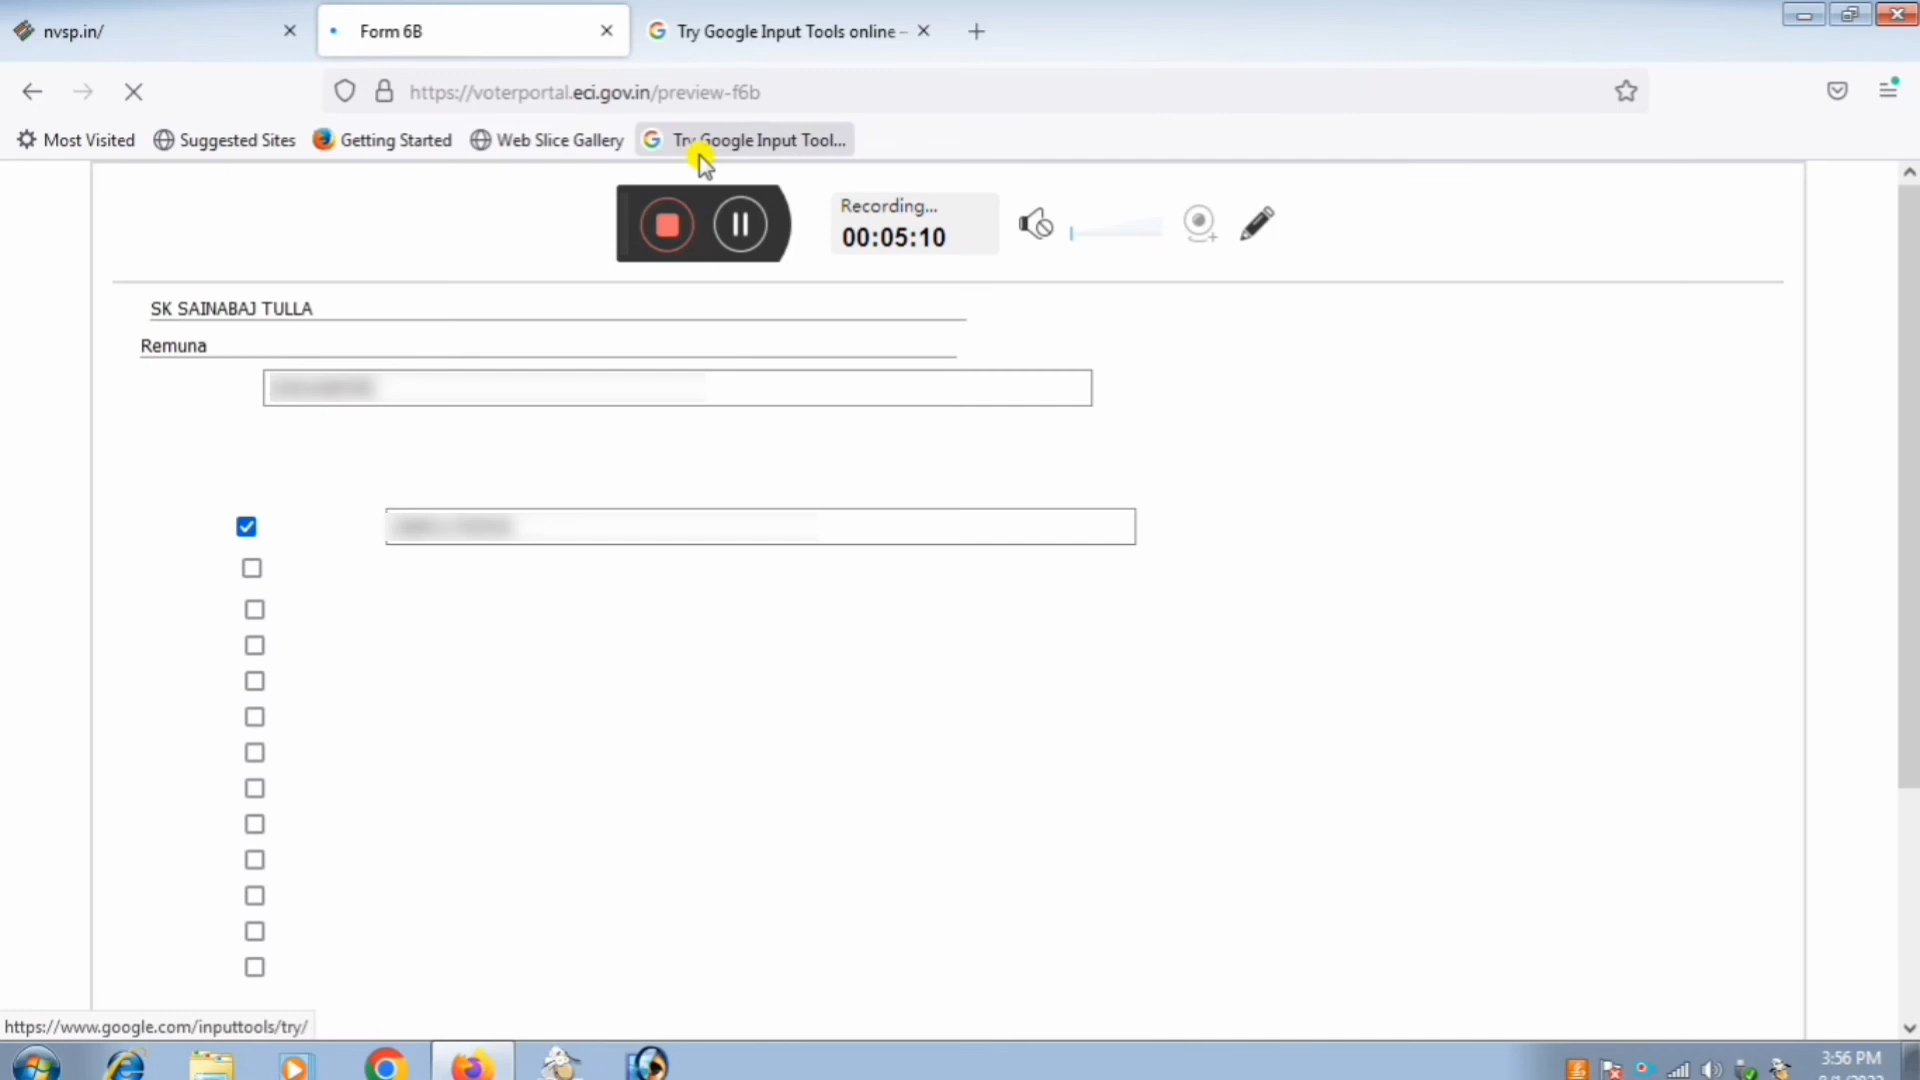 nvsp.in/
Form 6B
Try Google Input Tools online –
https://voterportal.eci.gov.in/preview-f6b
Most Visited
Suggested Sites
Getting Started
Web Slice Gallery
Try Google Input Tool...
Recording...
00:05:10
SK SAINABAJ TULLA
Remuna
https://www.google.com/inputtools/try/
3:56 PM